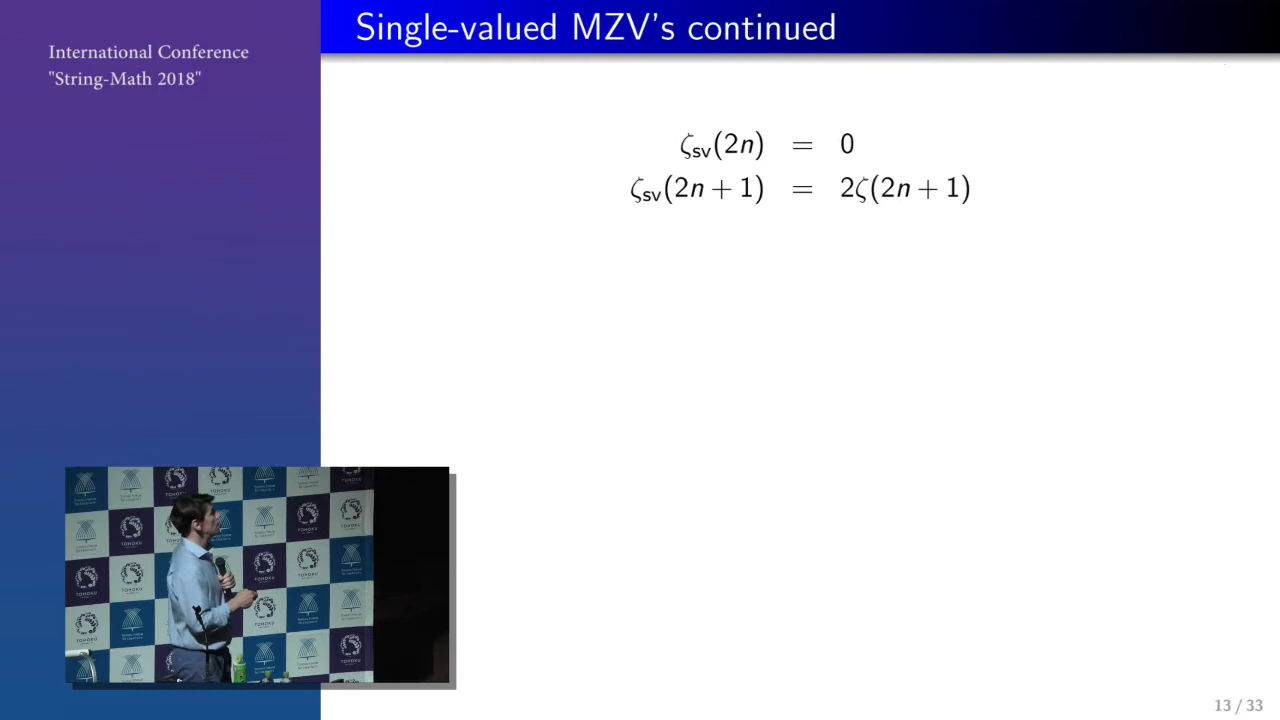 International Conference
"String-Math 2018"
Single-valued MZV's continued
ζsv(2n) = 0
ζsv(2n + 1) = 2ζ(2n + 1)
TOHOKU
13 / 33